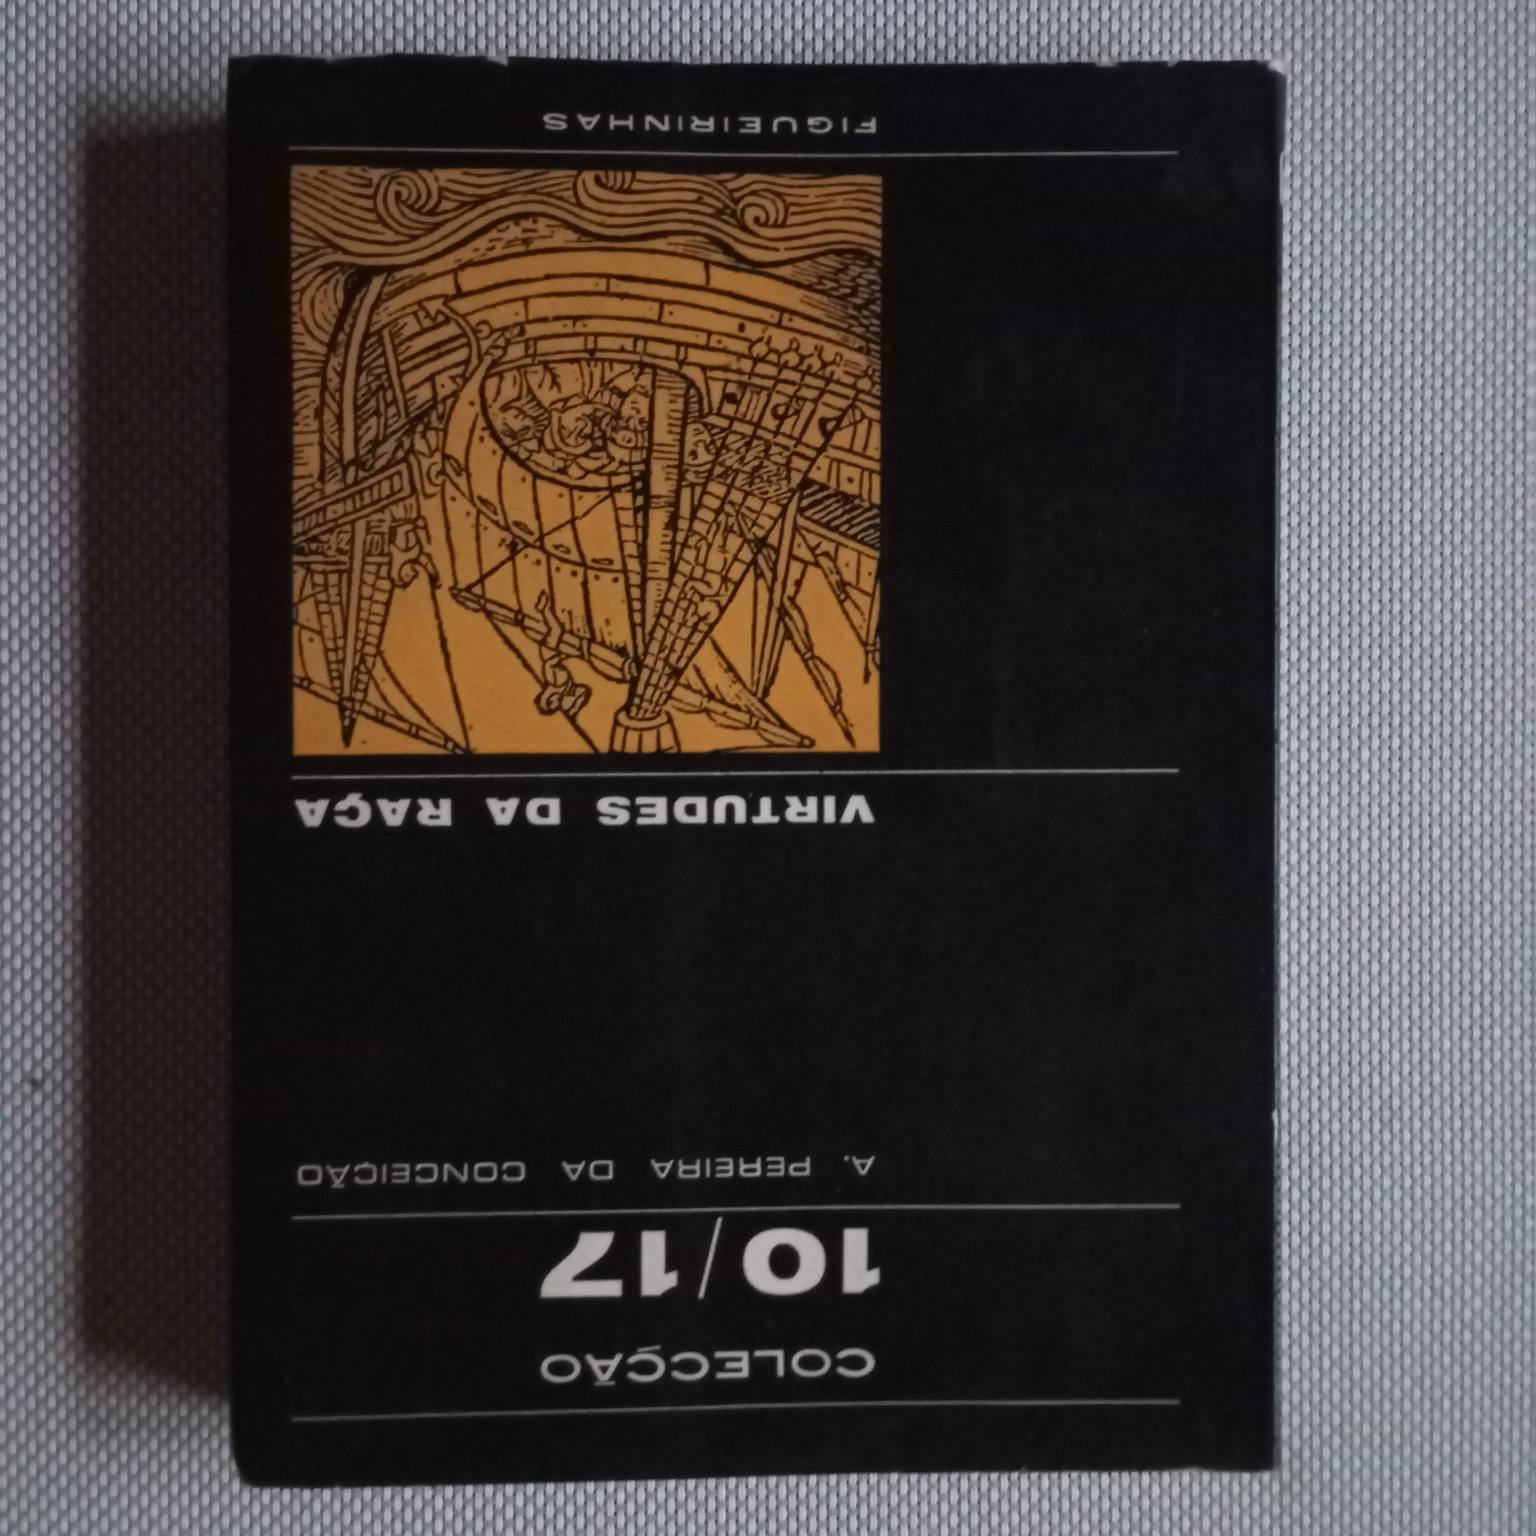 COLECÇÃO
10/17
A. PEREIRA DA CONCEIÇÃO
VIRTUDES DA RAÇA
FIGUEIRINHAS